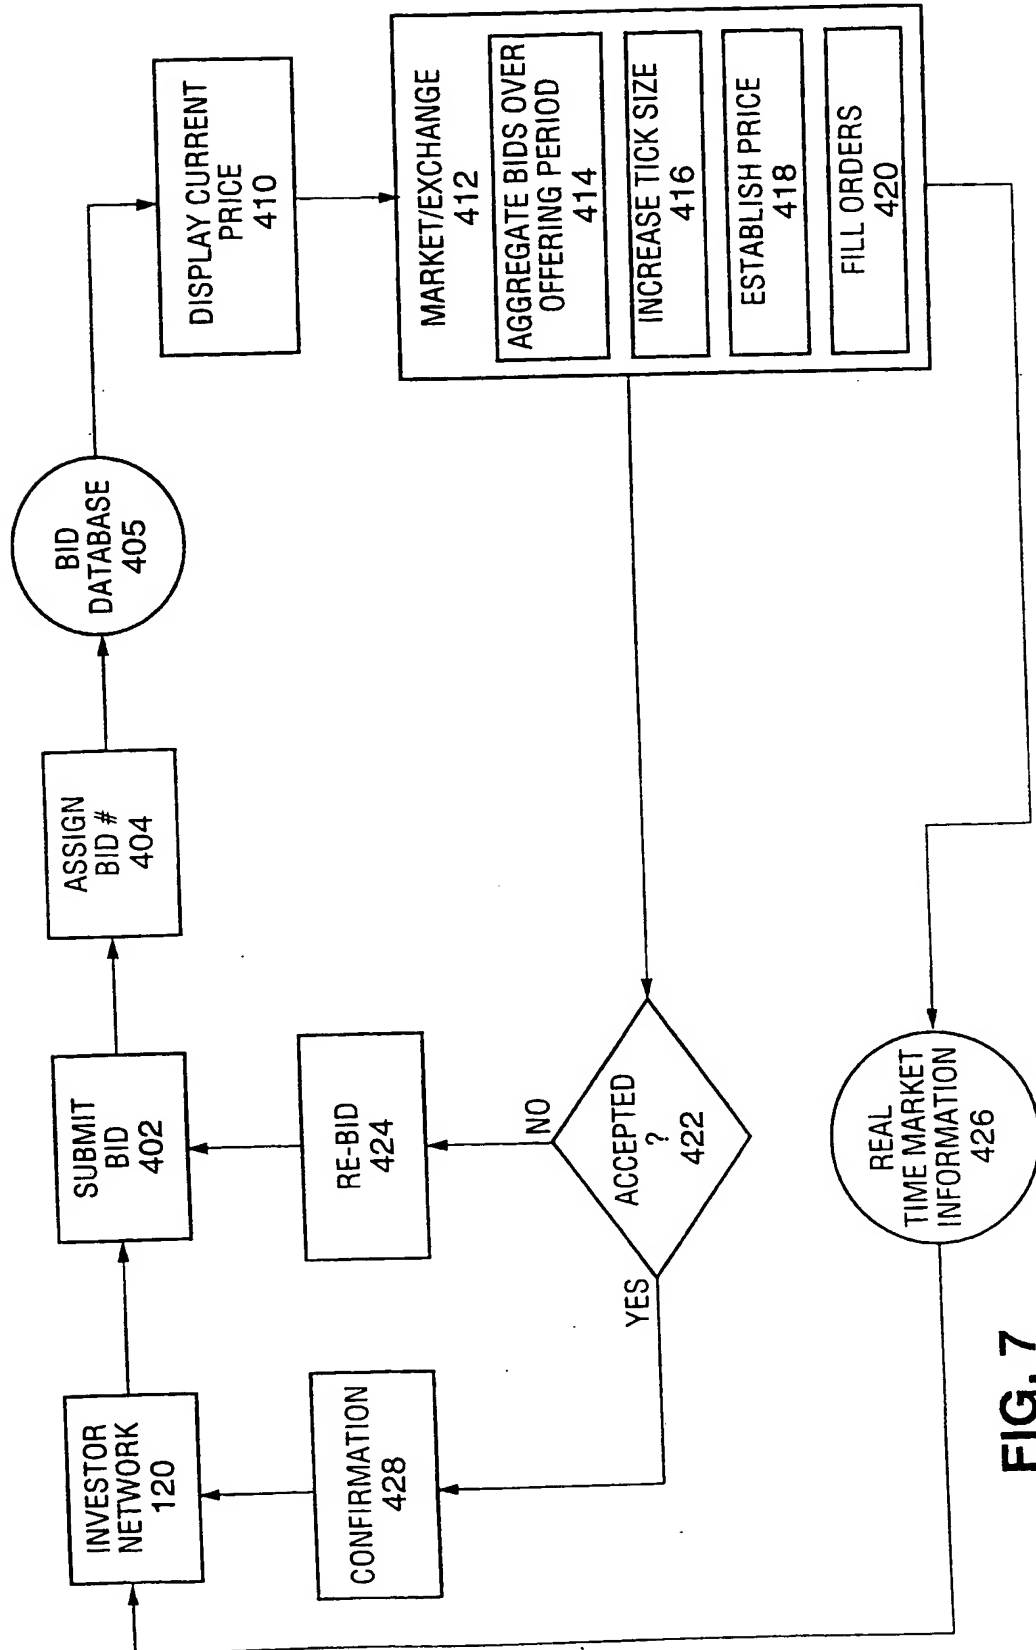 INVESTOR
NETWORK
120
SUBMIT
BID
402
ASSIGN
BID #
404
BID
DATABASE
405
DISPLAY CURRENT
PRICE
410
MARKET/EXCHANGE
412
AGGREGATE BIDS OVER
OFFERING PERIOD
414
INCREASE TICK SIZE
416
ESTABLISH PRICE
418
FILL ORDERS
420
CONFIRMATION
428
RE-BID
424
YES
NO
ACCEPTED
?
422
REAL
TIME MARKET
INFORMATION
426
FIG. 7